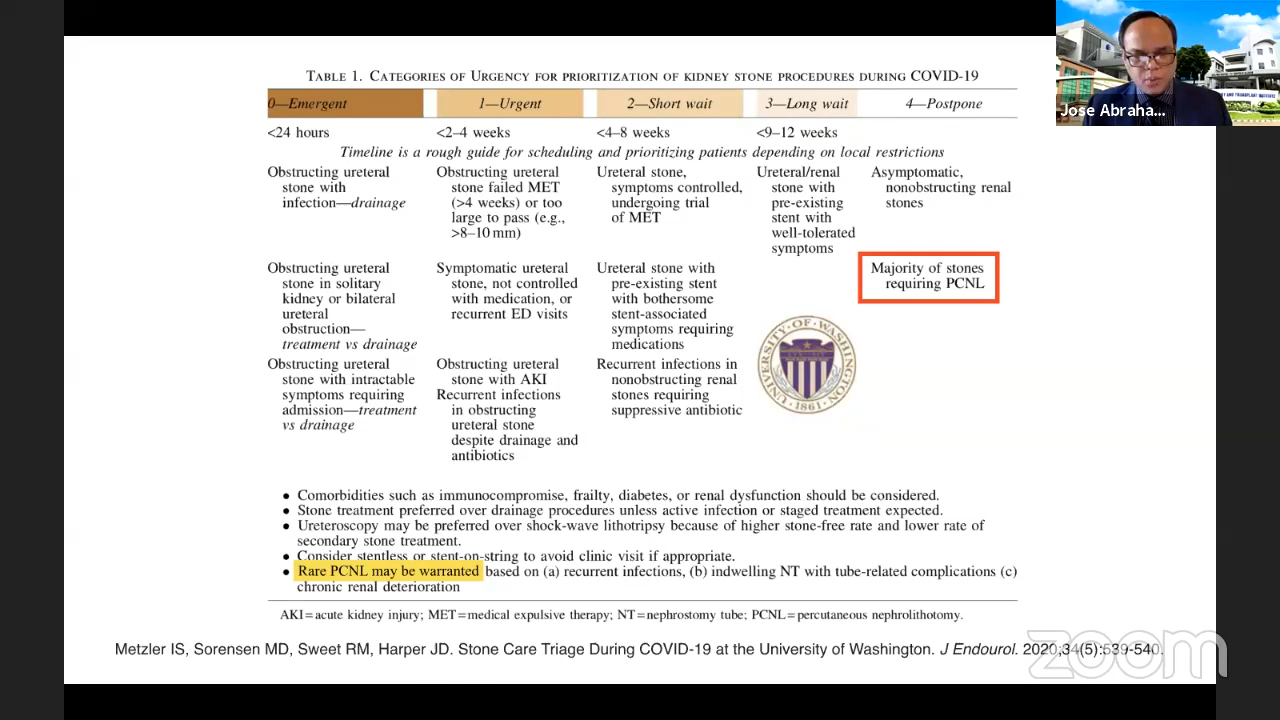 TABLE 1. CATEGORIES OF URGENCY FOR PRIORITIZATION OF KIDNEY STONE PROCEDURES DURING COVID-19
0—Emergent
1—Urgent
2—Short wait
3—Long wait
4—Postpone
<24 hours
<2–4 weeks
<4–8 weeks
<9–12 weeks
Timeline is a rough guide for scheduling and prioritizing patients depending on local restrictions
Obstructing ureteral
stone with
infection—drainage
Obstructing ureteral
stone failed MET
(>4 weeks) or too
large to pass (e.g.,
>8–10 mm)
Ureteral stone,
symptoms controlled,
undergoing trial
of MET
Ureteral/renal
stone with
pre-existing
stent with
well-tolerated
symptoms
Asymptomatic,
nonobstructing renal
stones
Obstructing ureteral
stone in solitary
kidney or bilateral
ureteral
obstruction—
treatment vs drainage
Symptomatic ureteral
stone, not controlled
with medication, or
recurrent ED visits
Ureteral stone with
pre-existing stent
with bothersome
stent-associated
symptoms requiring
medications
Majority of stones
requiring PCNL
Obstructing ureteral
stone with intractable
symptoms requiring
admission—treatment
vs drainage
Obstructing ureteral
stone with AKI
Recurrent infections
in obstructing
ureteral stone
despite drainage and
antibiotics
Recurrent infections in
nonobstructing renal
stones requiring
suppressive antibiotic
UNIVERSITY OF WASHINGTON
1861
● Comorbidities such as immunocompromise, frailty, diabetes, or renal dysfunction should be considered.
● Stone treatment preferred over drainage procedures unless active infection or staged treatment expected.
● Ureteroscopy may be preferred over shock-wave lithotripsy because of higher stone-free rate and lower rate of
secondary stone treatment.
● Consider stentless or stent-on-string to avoid clinic visit if appropriate.
● Rare PCNL may be warranted based on (a) recurrent infections, (b) indwelling NT with tube-related complications (c)
chronic renal deterioration
AKI = acute kidney injury; MET = medical expulsive therapy; NT = nephrostomy tube; PCNL = percutaneous nephrolithotomy.
Metzler IS, Sorensen MD, Sweet RM, Harper JD. Stone Care Triage During COVID-19 at the University of Washington. J Endourol. 2020;34(5):539-540.
zoom
Jose Abraha...